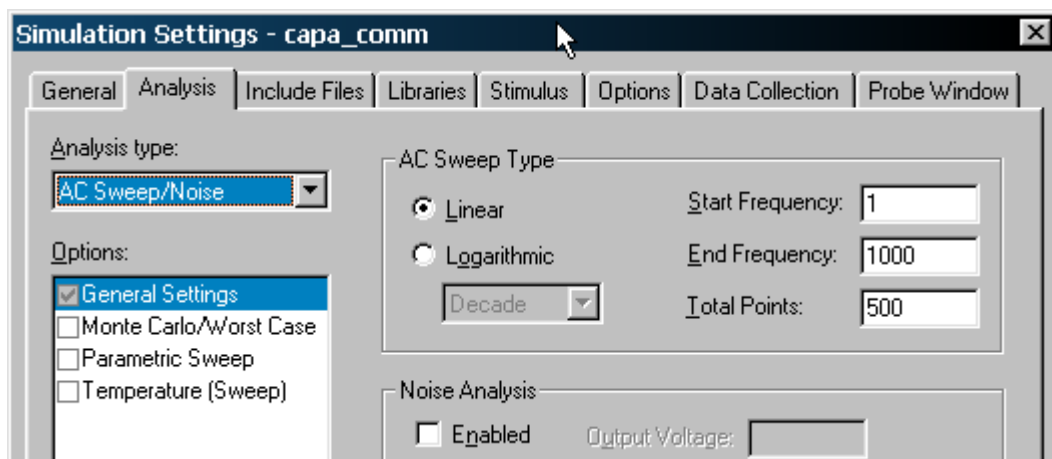 Simulation Settings - capa_comm
General Analysis Include Files Libraries Stimulus Options Data Collection Probe Window
Analysis type:
AC Sweep/Noise
Options:
General Settings
Monte Carlo/Worst Case
Parametric Sweep
Temperature (Sweep)
AC Sweep Type
Linear
Logarithmic
Decade
Start Frequency: 1
End Frequency: 1000
Total Points: 500
Noise Analysis
Enabled Output Voltage: